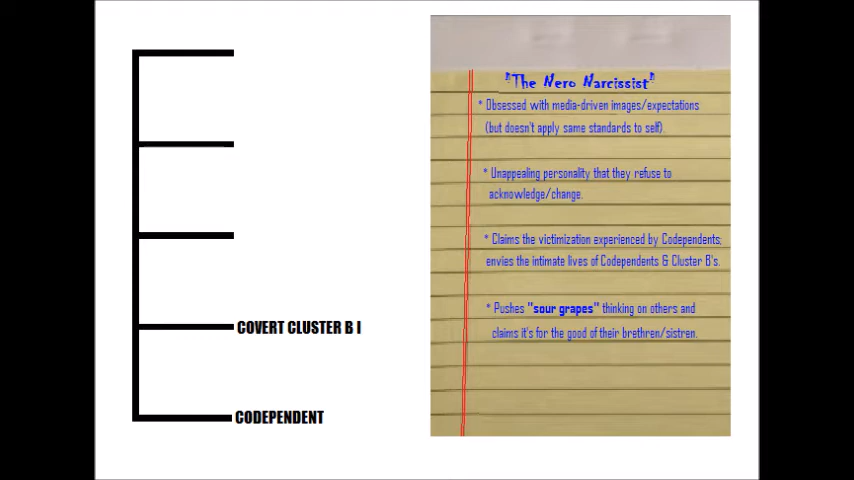 COVERT CLUSTER B I
CODEPENDENT
"The Nero Narcissist"
* Obsessed with media-driven images/expectations
(but doesn't apply same standards to self).
* Unappealing personality that they refuse to
acknowledge/change.
* Claims the victimization experienced by Codependents;
envies the intimate lives of Codependents & Cluster B's.
* Pushes "sour grapes" thinking on others and
claims it's for the good of their brethren/sistren.